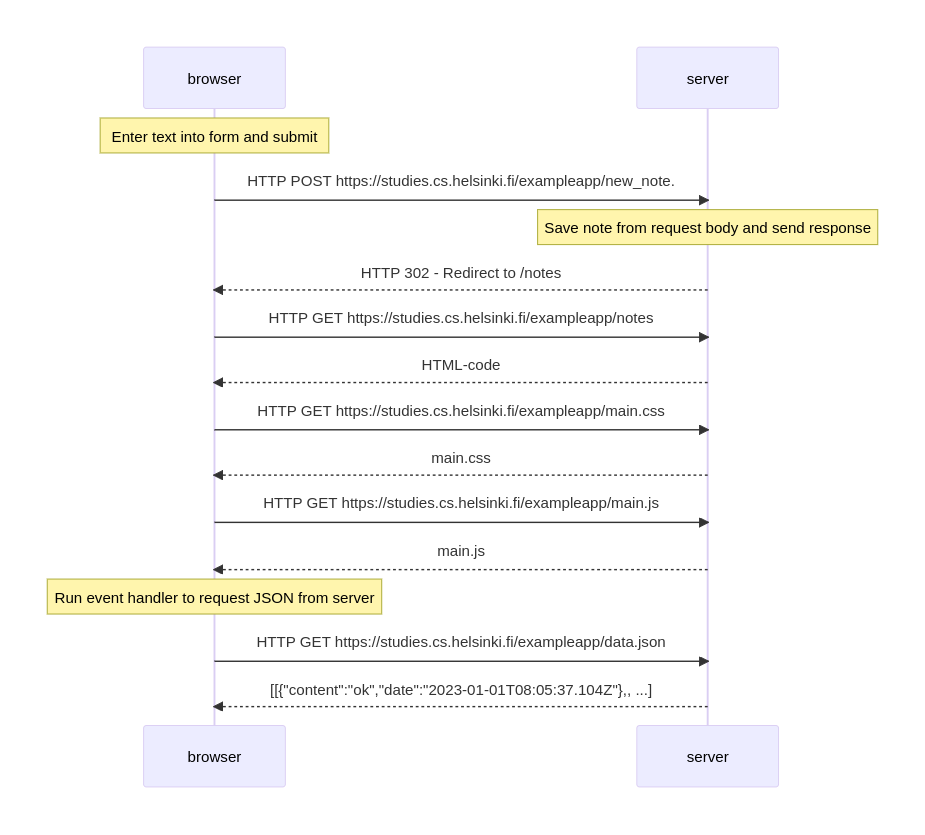 browser
server
Enter text into form and submit
HTTP POST https://studies.cs.helsinki.fi/exampleapp/new_note.
Save note from request body and send response
HTTP 302 - Redirect to /notes
HTTP GET https://studies.cs.helsinki.fi/exampleapp/notes
HTML-code
HTTP GET https://studies.cs.helsinki.fi/exampleapp/main.css
main.css
HTTP GET https://studies.cs.helsinki.fi/exampleapp/main.js
main.js
Run event handler to request JSON from server
HTTP GET https://studies.cs.helsinki.fi/exampleapp/data.json
[[{"content":"ok","date":"2023-01-01T08:05:37.104Z"},, ...]
browser
server